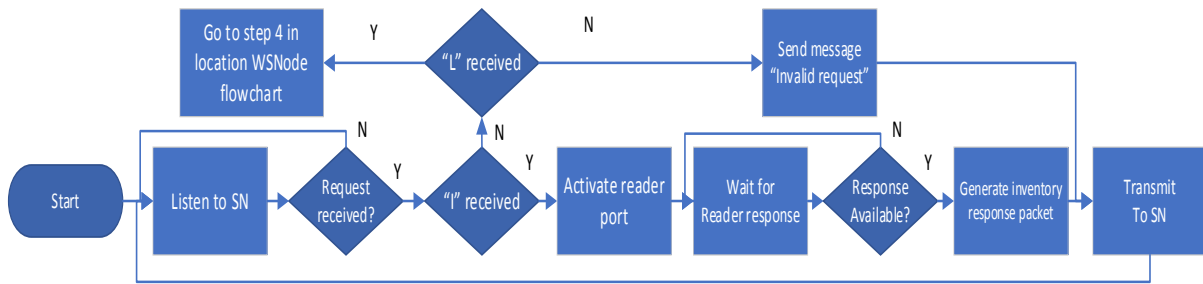 Go to step 4 in
location WSNode
flowchart
Y
“L” received
N
Send message
“Invalid request”
Start
Listen to SN
N
Request
received?
Y
N
“I” received
Y
Activate reader
port
Wait for
Reader response
N
Response
Available?
Y
Generate inventory
response packet
Transmit
To SN